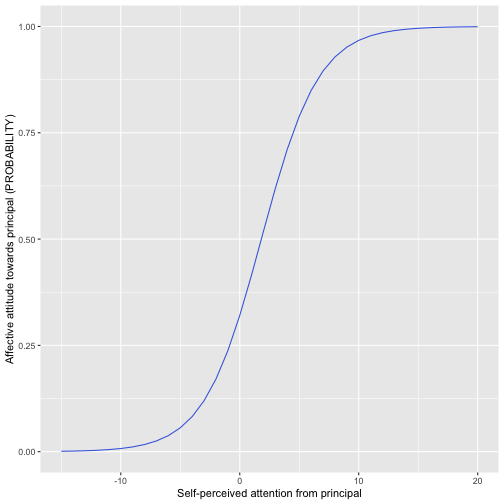 Affective attitude towards principal (PROBABILITY)
1.00
0.75
0.50
0.25
0.00
-10 0 10 20
Self-perceived attention from principal